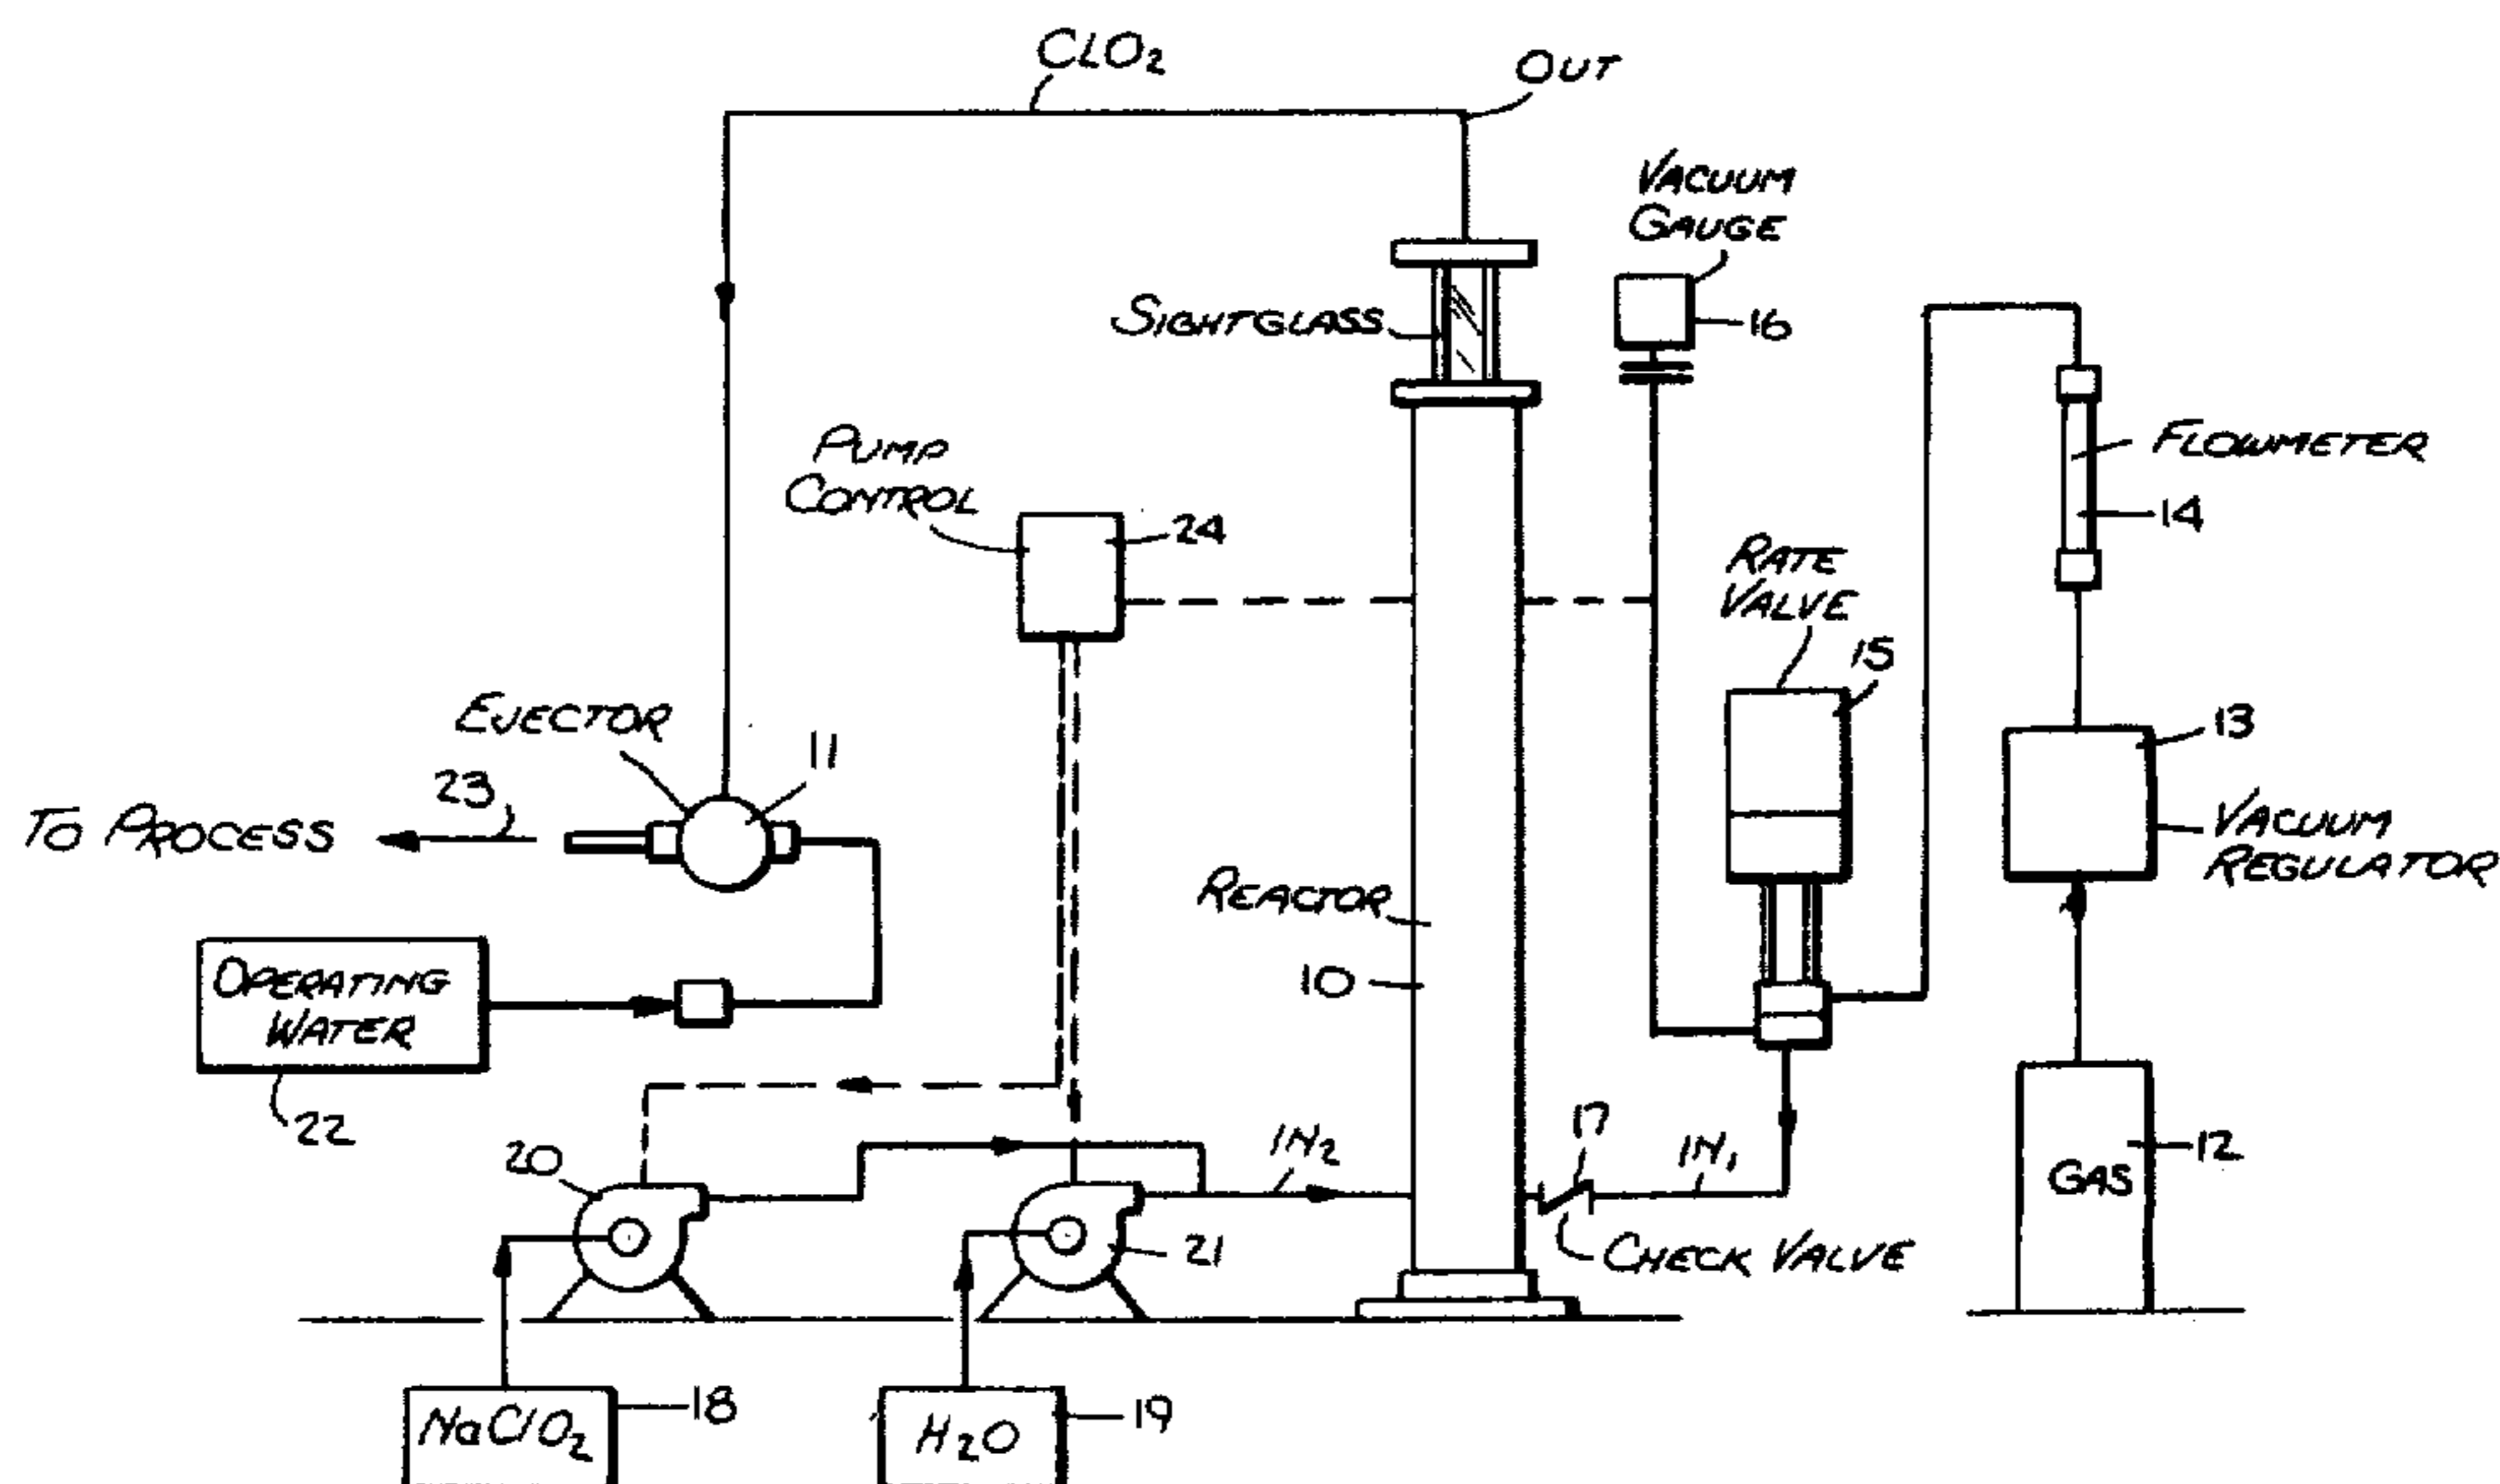 CLO2
OUT
VACUUM
GAUGE
SIGHTGLASS
16
PUMP
CONTROL
24
FLOWMETER
14
RATE
VALVE
15
13
EJECTOR
11
23
TO PROCESS
VACUUM
REGULATOR
REACTOR
10
OPERATING
WATER
22
17
IN2
IN1
20
12
GAS
21
CHECK VALVE
NaClO2
18
H2O
19